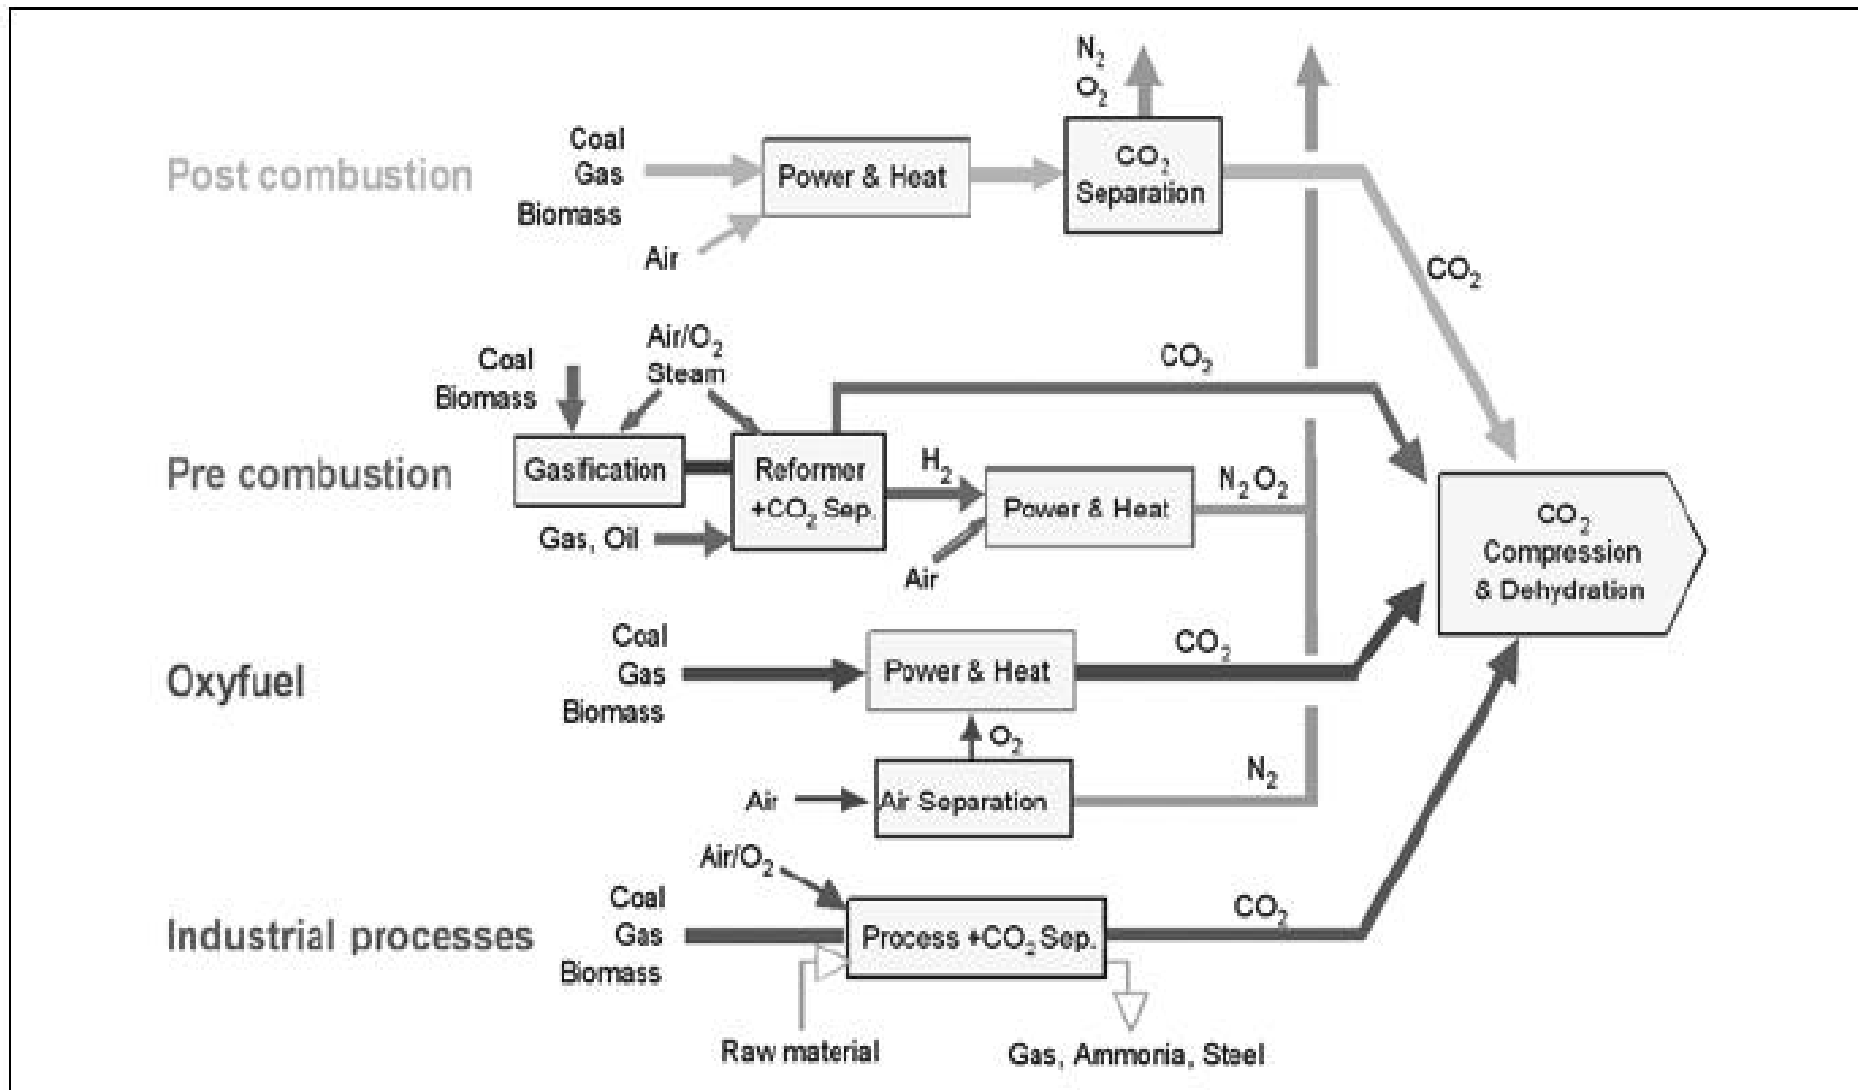 N₂
O₂
Post combustion
Coal
Gas
Biomass
Air
Power & Heat
CO₂
Separation
CO₂
Pre combustion
Coal
Biomass
Air/O₂
Steam
Gasification
Gas, Oil
Reformer
+CO₂ Sep.
CO₂
H₂
Air
Power & Heat
N₂O₂
CO₂
Compression
& Dehydration
Oxyfuel
Coal
Gas
Biomass
Power & Heat
CO₂
O₂
Air
Air Separation
N₂
Industrial processes
Air/O₂
Coal
Gas
Biomass
Process +CO₂ Sep.
CO₂
Raw material
Gas, Ammonia, Steel